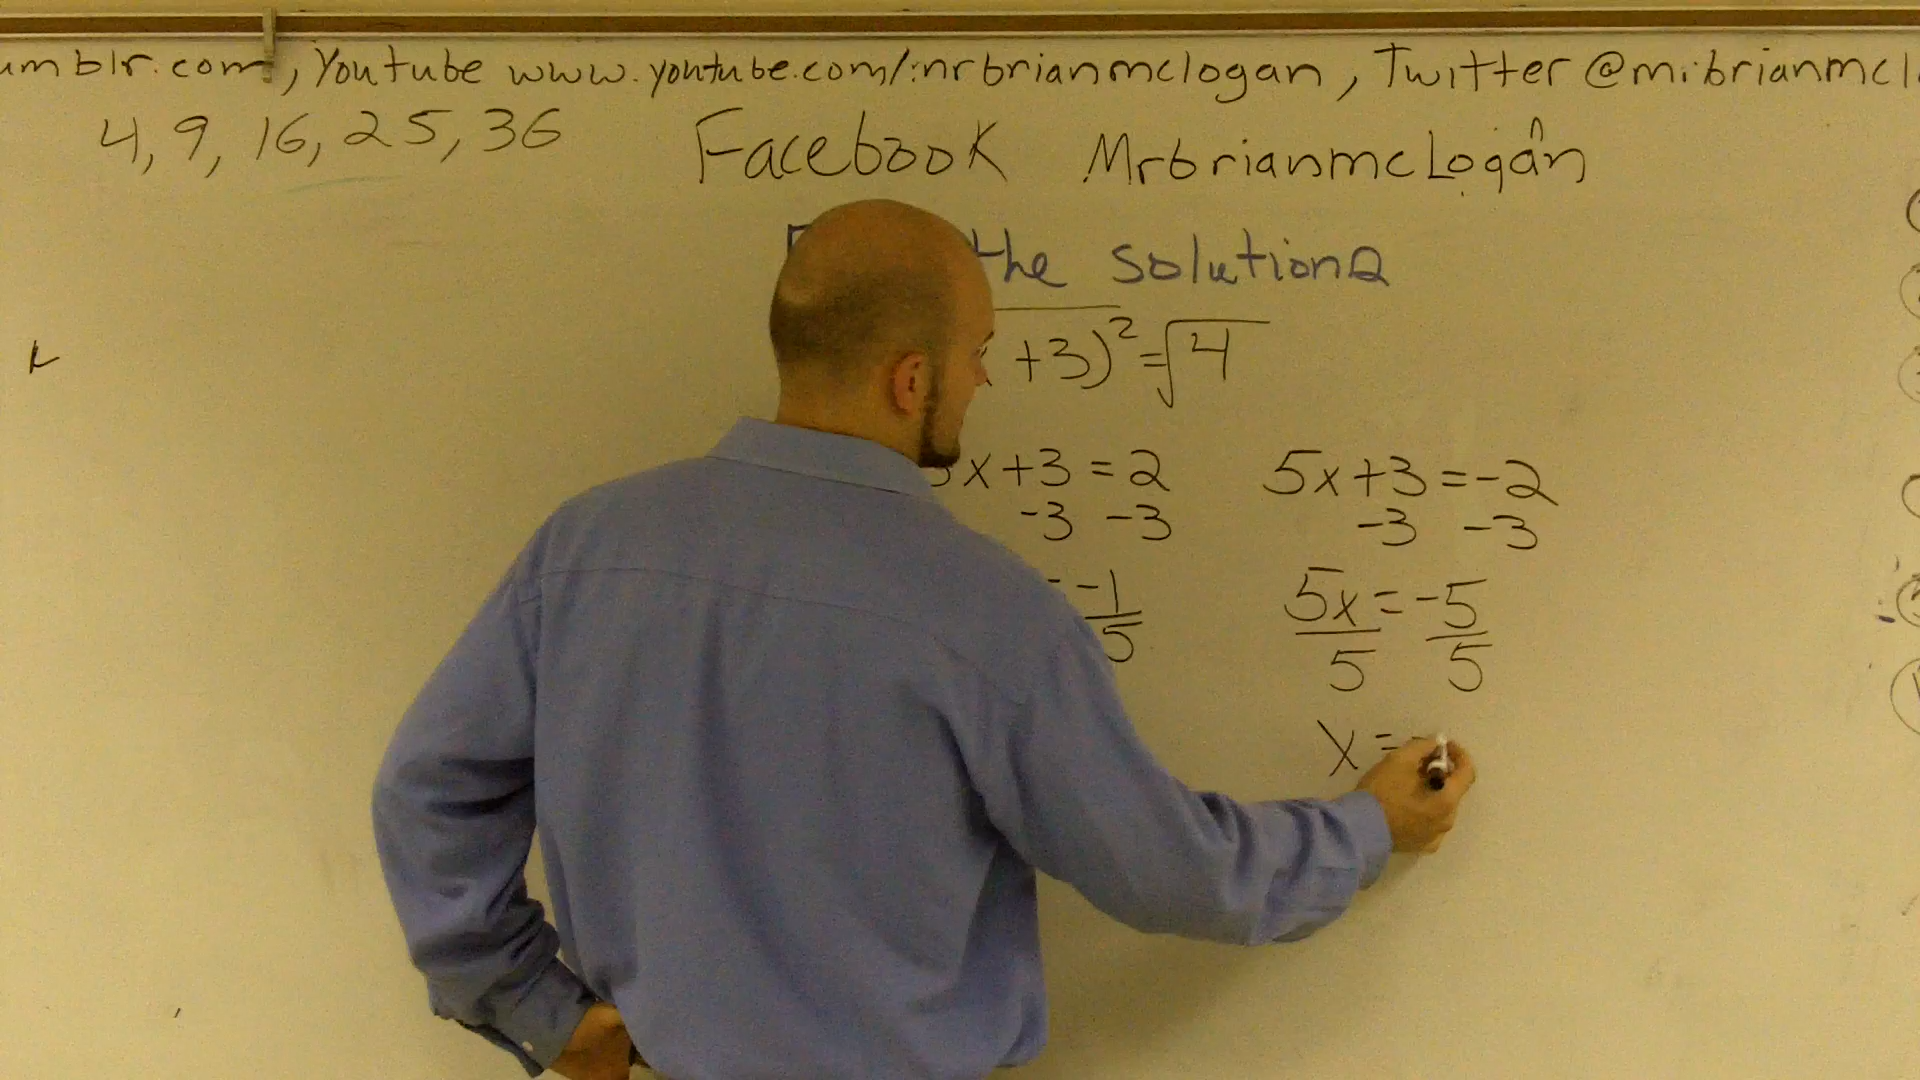 umblr.com, Youtube www.youtube.com/mrbrianmclogan, Twitter @mrbrianmcl
4, 9, 16, 25, 36
Facebook MrbrianmcLogan
the solutions
+3)² = √4
x+3 = 2
5x+3 = -2
-3 -3
-3 -3
= -1
5
5x = -5
5 5
x =